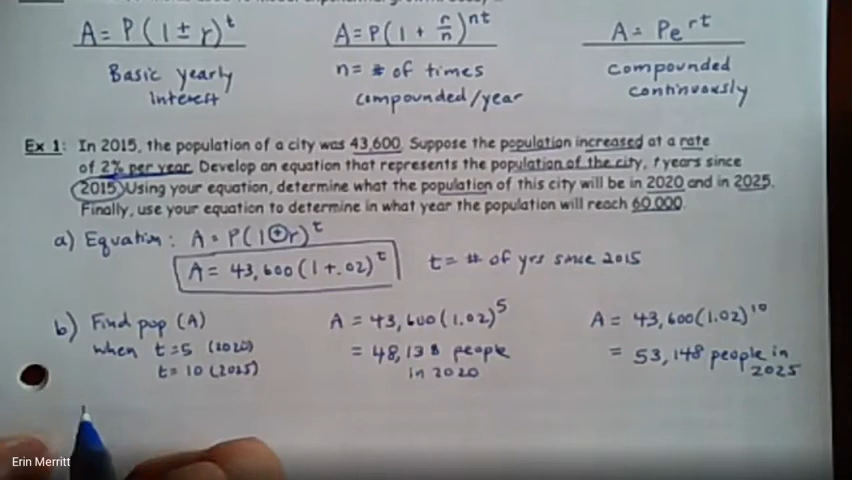 A = P(1 ± r)^t
Basic yearly
interest
A = P(1 + r/n)^nt
n = # of times
compounded/year
A = Pe^rt
compounded
continuously
Ex 1: In 2015, the population of a city was 43,600. Suppose the population increased at a rate
of 2% per year. Develop an equation that represents the population of the city, t years since
2015. Using your equation, determine what the population of this city will be in 2020 and in 2025.
Finally, use your equation to determine in what year the population will reach 60,000.
a) Equation: A = P(1+r)^t
A = 43,600(1+.02)^t t = # of yrs since 2015
b) Find pop (A)
when t=5 (2020)
t=10 (2025)
A = 43,600(1.02)^5
= 48,138 people
in 2020
A = 43,600(1.02)^10
= 53,148 people in
2025
Erin Merritt